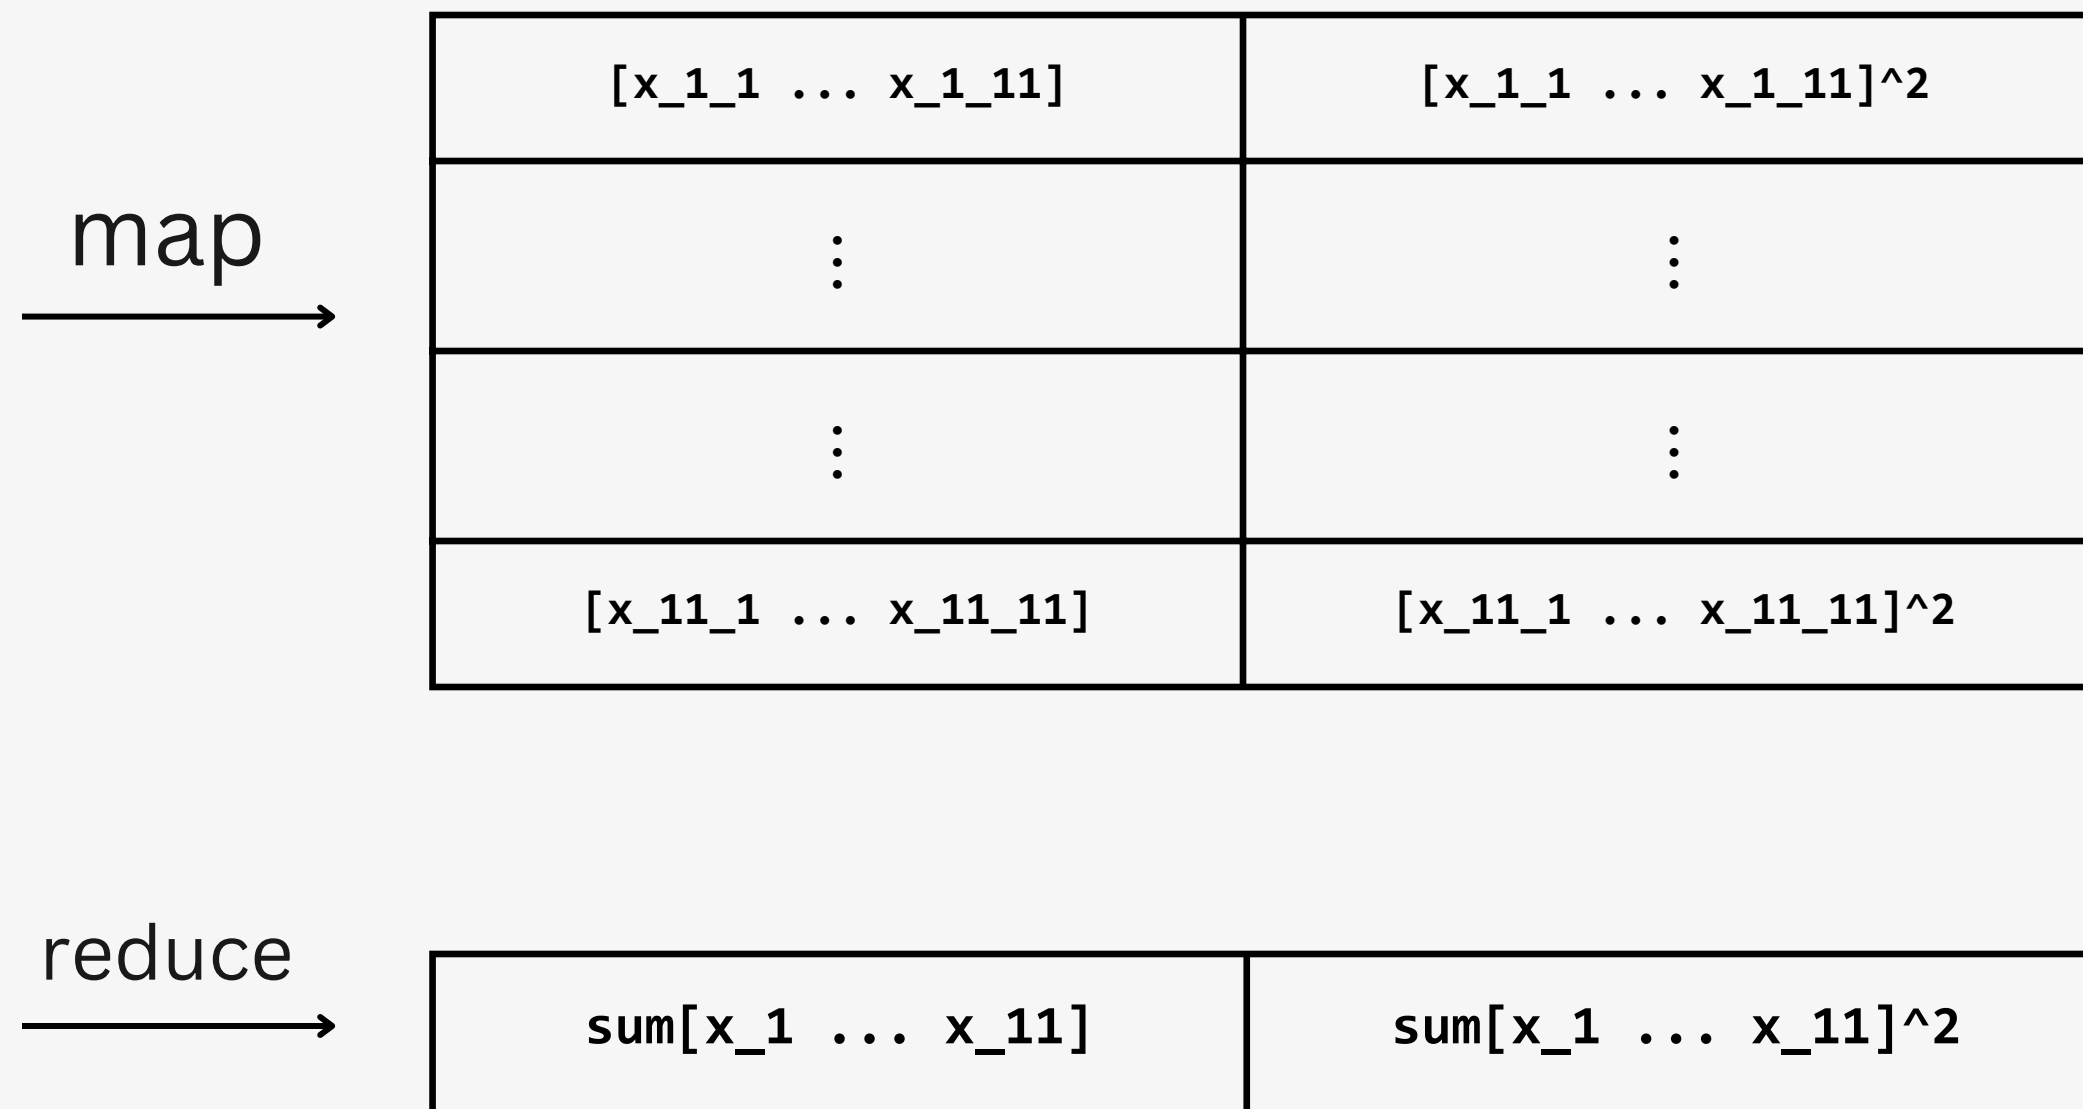 [x_1_1 ... x_1_11] [x_1_1 ... x_1_11]^2
map
⋮ ⋮
⋮ ⋮
[x_11_1 ... x_11_11] [x_11_1 ... x_11_11]^2
reduce
sum[x_1 ... x_11] sum[x_1 ... x_11]^2